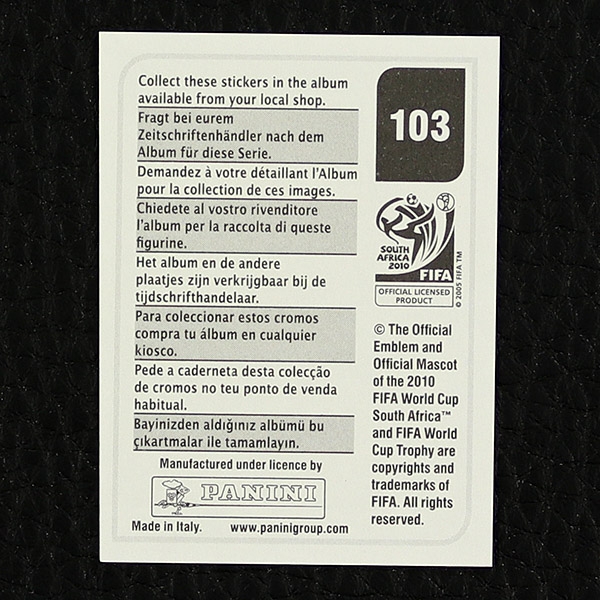 Collect these stickers in the album
available from your local shop.
Fragt bei eurem
Zeitschriftenhändler nach dem
Album für diese Serie.
Demandez à votre détaillant l'Album
pour la collection de ces images.
Chiedete al vostro rivenditore
l'album per la raccolta di queste
figurine.
Het album en de andere
plaatjes zijn verkrijgbaar bij de
tijdschrifthandelaar.
Para coleccionar estos cromos
compra tu álbum en cualquier
kiosco.
Pede a caderneta desta colecção
de cromos no teu ponto de venda
habitual.
Bayinizden aldığınız albümü bu
çıkartmalar ile tamamlayın.
Manufactured under licence by
PANINI
Made in Italy. www.paninigroup.com
103
SOUTH
AFRICA
2010
FIFA
OFFICIAL LICENSED
PRODUCT
© 2005 FIFA TM
© The Official
Emblem and
Official Mascot
of the 2010
FIFA World Cup
South Africa™
and FIFA World
Cup Trophy are
copyrights and
trademarks of
FIFA. All rights
reserved.